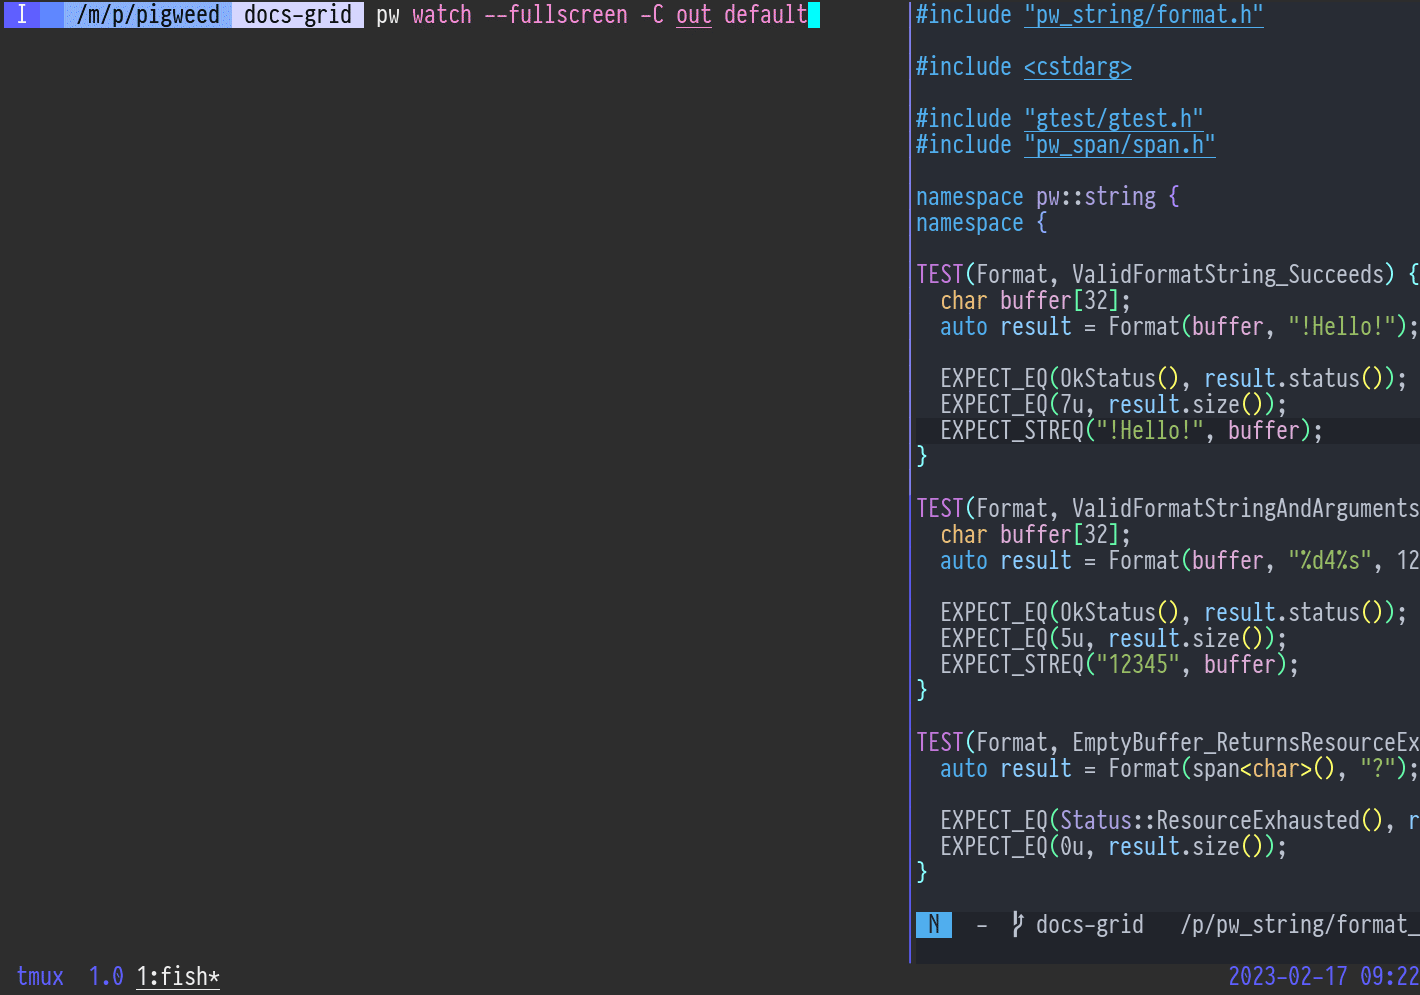 I /m/p/pigweed docs-grid pw watch --fullscreen -C out default
#include "pw_string/format.h"
#include <cstdarg>
#include "gtest/gtest.h"
#include "pw_span/span.h"
namespace pw::string {
namespace {
TEST(Format, ValidFormatString_Succeeds) {
  char buffer[32];
  auto result = Format(buffer, "!Hello!");
  EXPECT_EQ(OkStatus(), result.status());
  EXPECT_EQ(7u, result.size());
  EXPECT_STREQ("!Hello!", buffer);
}
TEST(Format, ValidFormatStringAndArguments
  char buffer[32];
  auto result = Format(buffer, "%d4%s", 12
  EXPECT_EQ(OkStatus(), result.status());
  EXPECT_EQ(5u, result.size());
  EXPECT_STREQ("12345", buffer);
}
TEST(Format, EmptyBuffer_ReturnsResourceEx
  auto result = Format(span<char>(), "?");
  EXPECT_EQ(Status::ResourceExhausted(), r
  EXPECT_EQ(0u, result.size());
}
N - docs-grid /p/pw_string/format_
tmux 1.0 1:fish* 2023-02-17 09:22